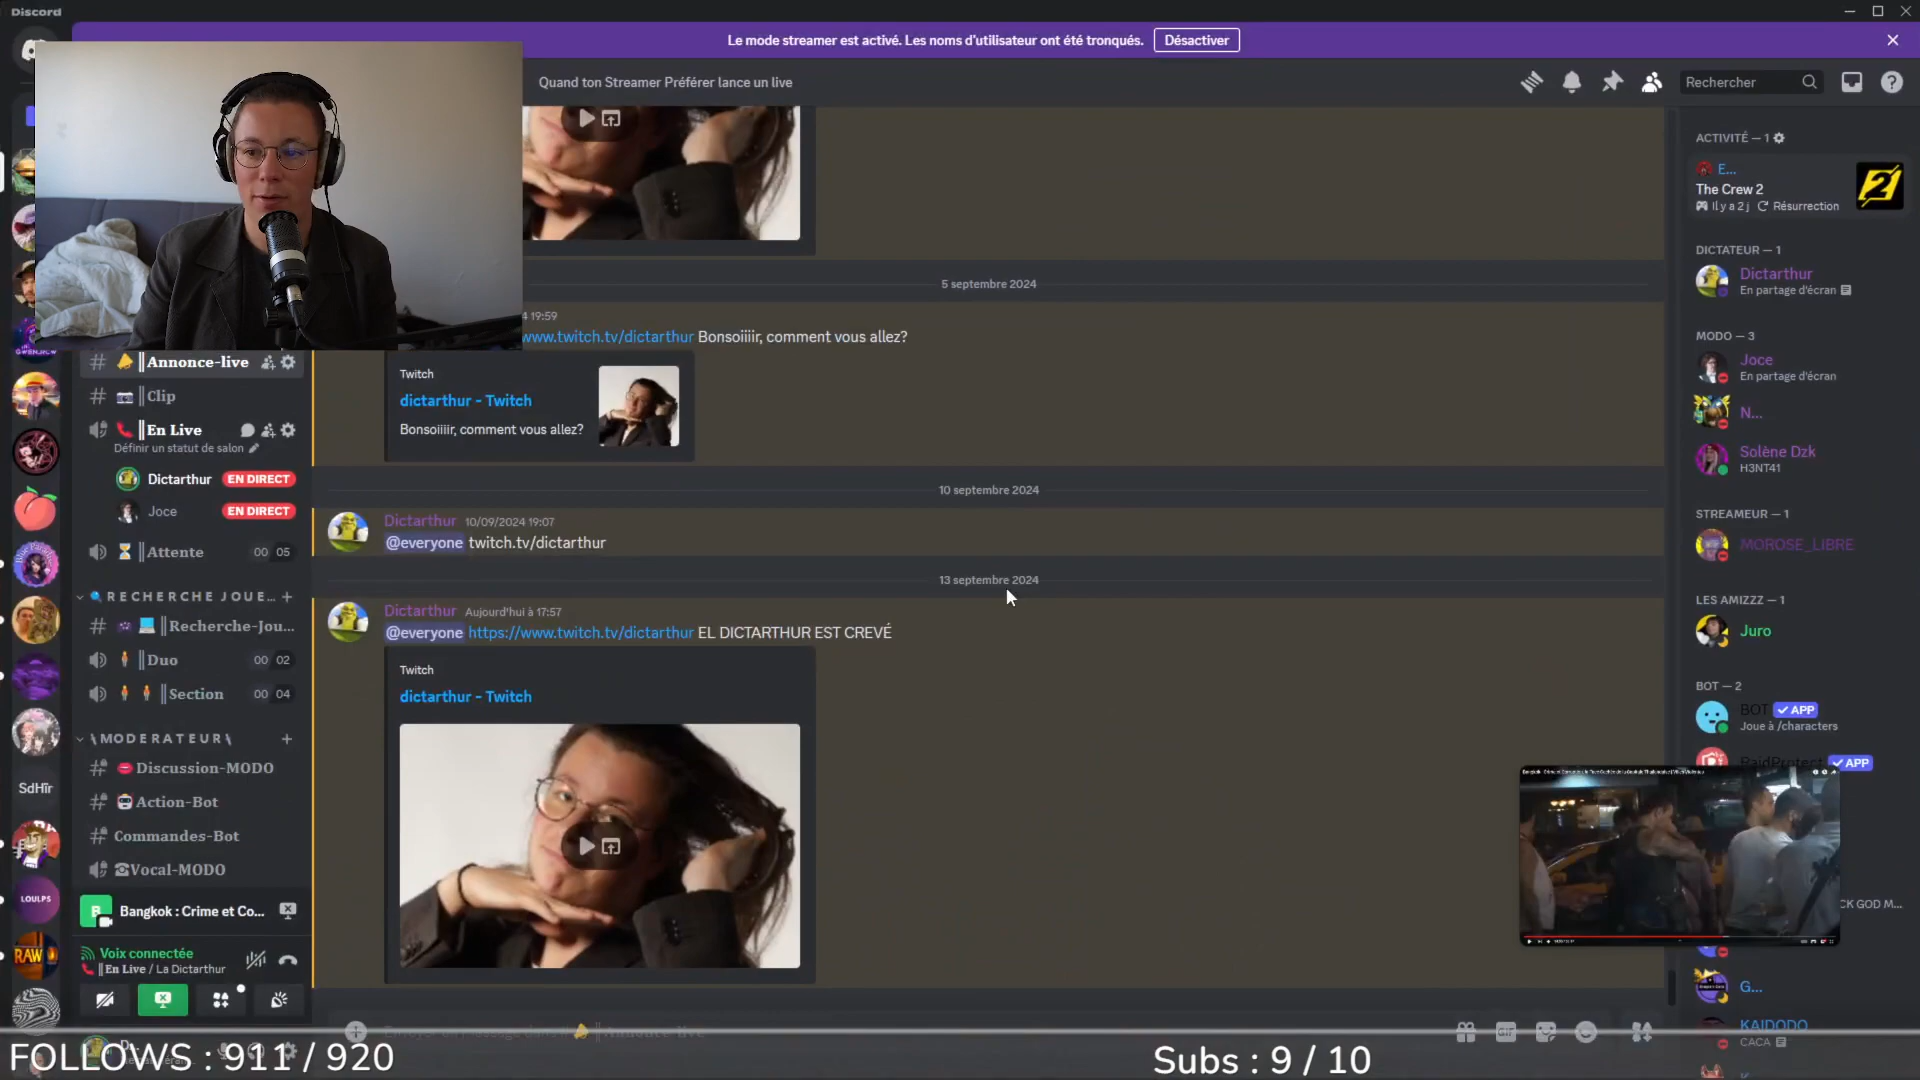 Discord
Le mode streamer est activé. Les noms d'utilisateur ont été tronqués.
Désactiver
Quand ton Streamer Préférer lance un live
Rechercher
5 septembre 2024
19:59
www.twitch.tv/dictarthur Bonsoiiiir, comment vous allez?
Twitch
dictarthur - Twitch
Bonsoiiiir, comment vous allez?
10 septembre 2024
Dictarthur 10/09/2024 19:07
@everyone twitch.tv/dictarthur
13 septembre 2024
Dictarthur Aujourd'hui à 17:57
@everyone https://www.twitch.tv/dictarthur EL DICTARTHUR EST CREVÉ
Twitch
dictarthur - Twitch
Annonce-live
Clip
En Live
Définir un statut de salon
Dictarthur EN DIRECT
Joce EN DIRECT
Attente 00 05
RECHERCHE JOUE...
Recherche-Jou...
Duo 00 02
Section 00 04
\MODERATEUR\
Discussion-MODO
Action-Bot
Commandes-Bot
Vocal-MODO
SdHîr
LOULPS
RAW
B
Bangkok : Crime et Co...
Voix connectée
En Live / La Dictarthur
ACTIVITÉ — 1
E...
The Crew 2
Il y a 2 j Résurrection
DICTATEUR — 1
Dictarthur
En partage d'écran
MODO — 3
Joce
En partage d'écran
N...
Solène Dzk
H3NT41
STREAMEUR — 1
MOROSE_LIBRE
LES AMIZZZ — 1
Juro
BOT — 2
BOT APP
Joue à /characters
RaidProtect APP
CK GOD M...
G...
KAIDODO
CACA
GIF
FOLLOWS : 911 / 920
Subs : 9 / 10